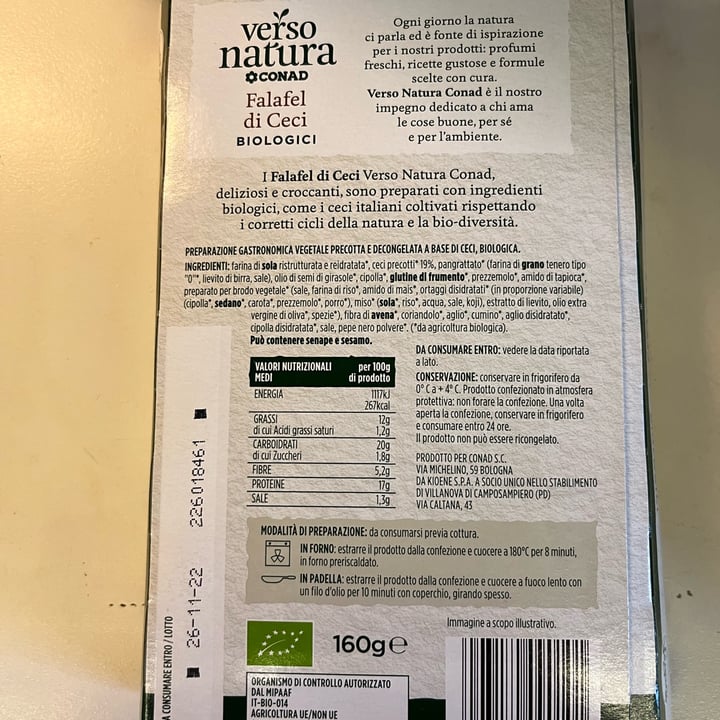 verso
natura
CONAD
Falafel
di Ceci
BIOLOGICI
Ogni giorno la natura
ci parla ed è fonte di ispirazione
per i nostri prodotti: profumi
freschi, ricette gustose e formule
scelte con cura.
Verso Natura Conad è il nostro
impegno dedicato a chi ama
le cose buone, per sé
e per l'ambiente.
I Falafel di Ceci Verso Natura Conad,
deliziosi e croccanti, sono preparati con ingredienti
biologici, come i ceci italiani coltivati rispettando
i corretti cicli della natura e la bio-diversità.
PREPARAZIONE GASTRONOMICA VEGETALE PRECOTTA E DECONGELATA A BASE DI CECI, BIOLOGICA.
INGREDIENTI: farina di soia ristrutturata e reidratata*, ceci precotti* 19%, pangrattato* (farina di grano tenero tipo
"0"*, lievito di birra, sale), olio di semi di girasole*, cipolla*, glutine di frumento*, prezzemolo*, amido di tapioca*,
preparato per brodo vegetale* (sale, farina di riso*, amido di mais*, ortaggi disidratati* (in proporzione variabile)
(cipolla*, sedano*, carota*, prezzemolo*, porro*), miso* (soia*, riso*, acqua, sale, koji), estratto di lievito, olio extra
vergine di oliva*, spezie*), fibra di avena*, coriandolo*, aglio*, cumino*, aglio disidratato*,
cipolla disidratata*, sale, pepe nero polvere*. (*da agricoltura biologica).
Può contenere senape e sesamo.
VALORI NUTRIZIONALI per 100g
MEDI di prodotto
ENERGIA 1117kJ
267kcal
GRASSI 12g
di cui Acidi grassi saturi 1,2g
CARBOIDRATI 20g
di cui Zuccheri 1,8g
FIBRE 5,2g
PROTEINE 17g
SALE 1,3g
DA CONSUMARE ENTRO: vedere la data riportata
a lato.
CONSERVAZIONE: conservare in frigorifero da
0° C a + 4° C. Prodotto confezionato in atmosfera
protettiva: non forare la confezione. Una volta
aperta la confezione, conservare in frigorifero
e consumare entro 24 ore.
Il prodotto non può essere ricongelato.
PRODOTTO PER CONAD S.C.
VIA MICHELINO, 59 BOLOGNA
DA KIOENE S.P.A. A SOCIO UNICO NELLO STABILIMENTO
DI VILLANOVA DI CAMPOSAMPIERO (PD)
VIA CALTANA, 43
MODALITÀ DI PREPARAZIONE: da consumarsi previa cottura.
IN FORNO: estrarre il prodotto dalla confezione e cuocere a 180°C per 8 minuti,
in forno preriscaldato.
IN PADELLA: estrarre il prodotto dalla confezione e cuocere a fuoco lento con
un filo d'olio per 10 minuti con coperchio, girando spesso.
Immagine a scopo illustrativo.
160g e
ORGANISMO DI CONTROLLO AUTORIZZATO
DAL MIPAAF
IT-BIO-014
AGRICOLTURA UE/NON UE
A CONSUMARE ENTRO / LOTTO
26-11-22 226018461